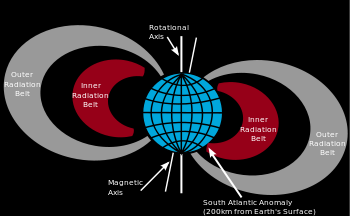 Rotational
Axis
Outer
Radiation
Belt
Inner
Radiation
Belt
Inner
Radiation
Belt
Outer
Radiation
Belt
Magnetic
Axis
South Atlantic Anomaly
(200km from Earth's Surface)